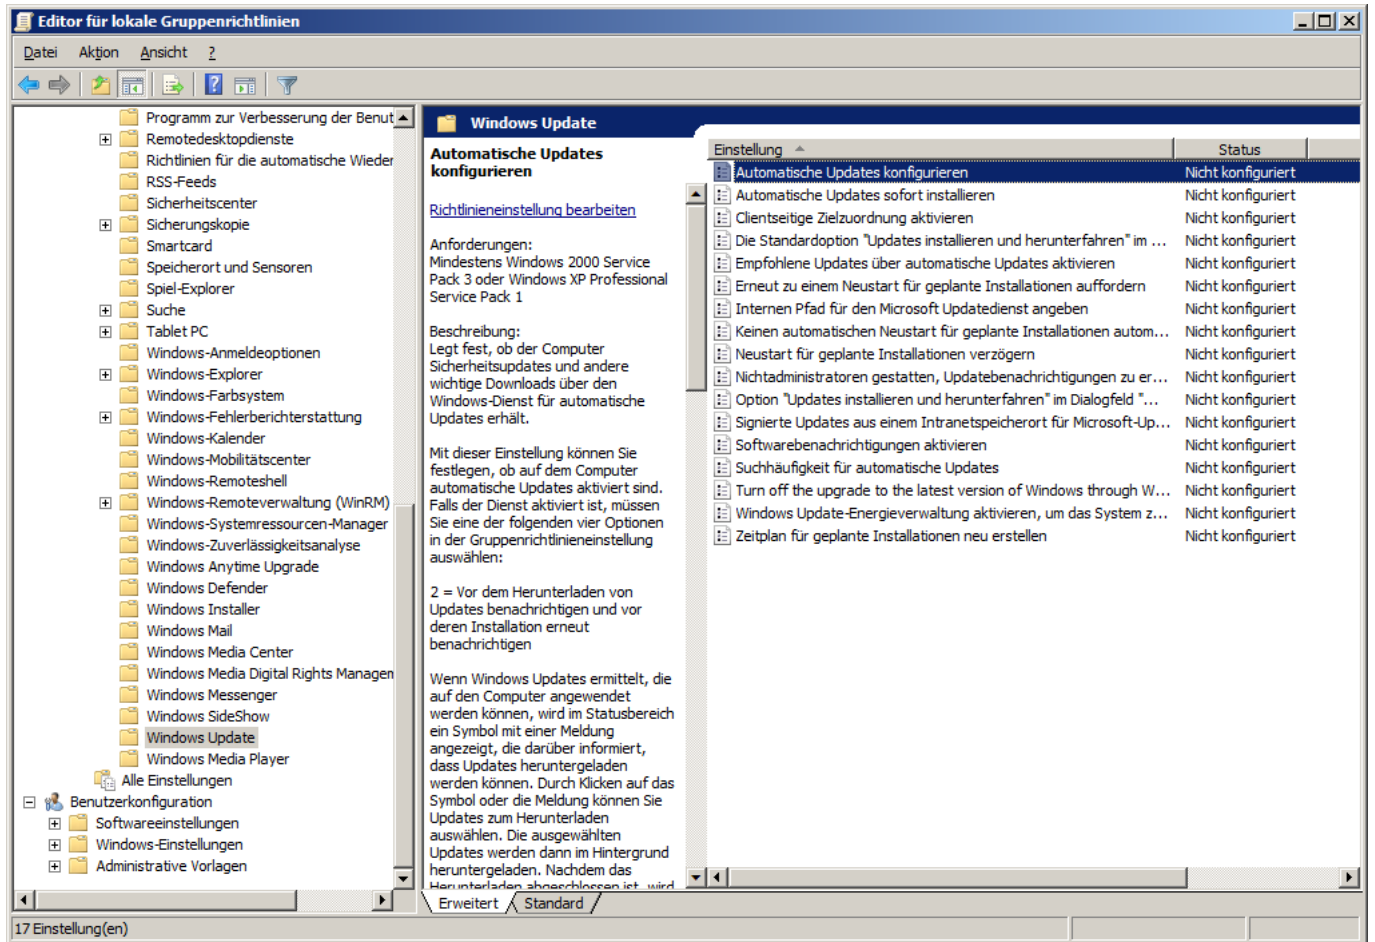 Editor für lokale Gruppenrichtlinien
Datei Aktion Ansicht ?
Programm zur Verbesserung der Benut
Remotedesktopdienste
Richtlinien für die automatische Wieder
RSS-Feeds
Sicherheitscenter
Sicherungskopie
Smartcard
Speicherort und Sensoren
Spiel-Explorer
Suche
Tablet PC
Windows-Anmeldeoptionen
Windows-Explorer
Windows-Farbsystem
Windows-Fehlerberichterstattung
Windows-Kalender
Windows-Mobilitätscenter
Windows-Remoteshell
Windows-Remoteverwaltung (WinRM)
Windows-Systemressourcen-Manager
Windows-Zuverlässigkeitsanalyse
Windows Anytime Upgrade
Windows Defender
Windows Installer
Windows Mail
Windows Media Center
Windows Media Digital Rights Managem
Windows Messenger
Windows SideShow
Windows Update
Windows Media Player
Alle Einstellungen
Benutzerkonfiguration
Softwareeinstellungen
Windows-Einstellungen
Administrative Vorlagen
Windows Update
Automatische Updates
konfigurieren
Richtlinieneinstellung bearbeiten
Anforderungen:
Mindestens Windows 2000 Service
Pack 3 oder Windows XP Professional
Service Pack 1
Beschreibung:
Legt fest, ob der Computer
Sicherheitsupdates und andere
wichtige Downloads über den
Windows-Dienst für automatische
Updates erhält.
Mit dieser Einstellung können Sie
festlegen, ob auf dem Computer
automatische Updates aktiviert sind.
Falls der Dienst aktiviert ist, müssen
Sie eine der folgenden vier Optionen
in der Gruppenrichtlinieneinstellung
auswählen:
2 = Vor dem Herunterladen von
Updates benachrichtigen und vor
deren Installation erneut
benachrichtigen
Wenn Windows Updates ermittelt, die
auf den Computer angewendet
werden können, wird im Statusbereich
ein Symbol mit einer Meldung
angezeigt, die darüber informiert,
dass Updates heruntergeladen
werden können. Durch Klicken auf das
Symbol oder die Meldung können Sie
Updates zum Herunterladen
auswählen. Die ausgewählten
Updates werden dann im Hintergrund
heruntergeladen. Nachdem das
Herunterladen abgeschlossen ist, wird
Einstellung Status
Automatische Updates konfigurieren Nicht konfiguriert
Automatische Updates sofort installieren Nicht konfiguriert
Clientseitige Zielzuordnung aktivieren Nicht konfiguriert
Die Standardoption "Updates installieren und herunterfahren" im ... Nicht konfiguriert
Empfohlene Updates über automatische Updates aktivieren Nicht konfiguriert
Erneut zu einem Neustart für geplante Installationen auffordern Nicht konfiguriert
Internen Pfad für den Microsoft Updatedienst angeben Nicht konfiguriert
Keinen automatischen Neustart für geplante Installationen autom... Nicht konfiguriert
Neustart für geplante Installationen verzögern Nicht konfiguriert
Nichtadministratoren gestatten, Updatebenachrichtigungen zu er... Nicht konfiguriert
Option "Updates installieren und herunterfahren" im Dialogfeld "... Nicht konfiguriert
Signierte Updates aus einem Intranetspeicherort für Microsoft-Up... Nicht konfiguriert
Softwarebenachrichtigungen aktivieren Nicht konfiguriert
Suchhäufigkeit für automatische Updates Nicht konfiguriert
Turn off the upgrade to the latest version of Windows through W... Nicht konfiguriert
Windows Update-Energieverwaltung aktivieren, um das System z... Nicht konfiguriert
Zeitplan für geplante Installationen neu erstellen Nicht konfiguriert
Erweitert Standard
17 Einstellung(en)